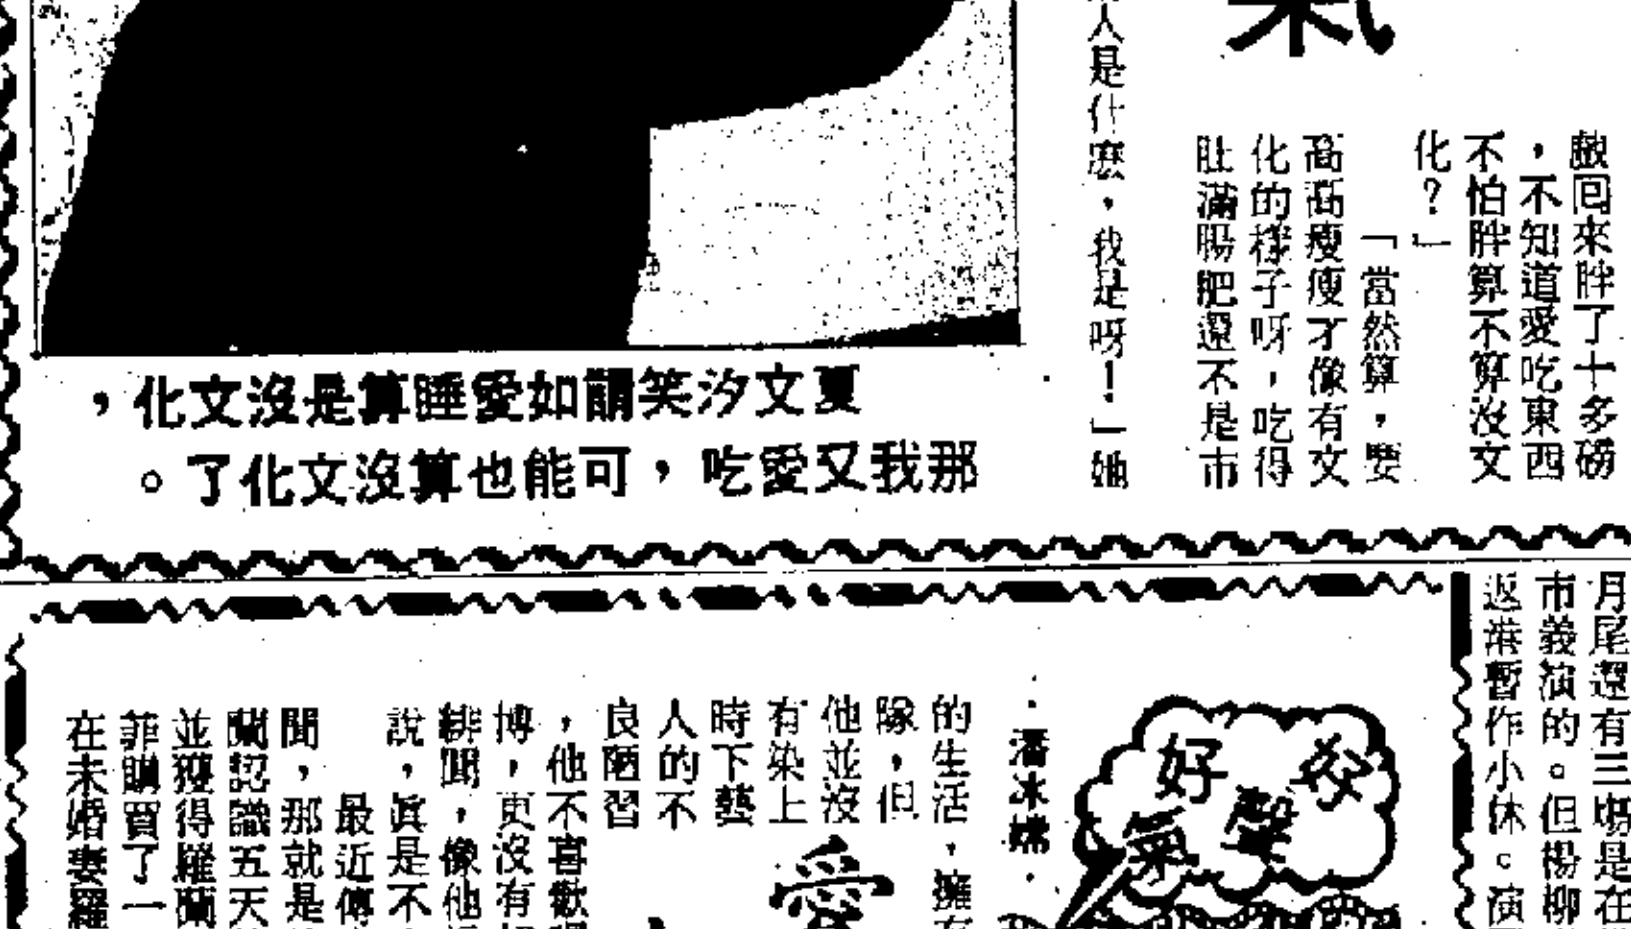 氣
戲回來胖了十多磅
，不知道愛吃東西
不怕胖算不算沒文
化？」
「當然算，要
高高瘦瘦才像有文
化的樣子呀，吃得
肚滿腸肥還不是市
人是什麽，我是呀！」她
夏文汐笑謂如愛睡算是沒文化，
那我又愛吃，可能也算沒文化了。
月尾還有三場是在
市義演的。但楊柳
返港暫作小休。演
好聲好氣
·潘冰嫦·
愛
的生活，擁有
隊，但
他並沒
有染上
時下藝
人的不
良陋習
，他不喜歡
博，更沒有
緋聞，像他
說，眞是不
最近傳
聞，那就是
蘭認識五天
並獲得羅蘭
菲購買了一
在未婚妻羅